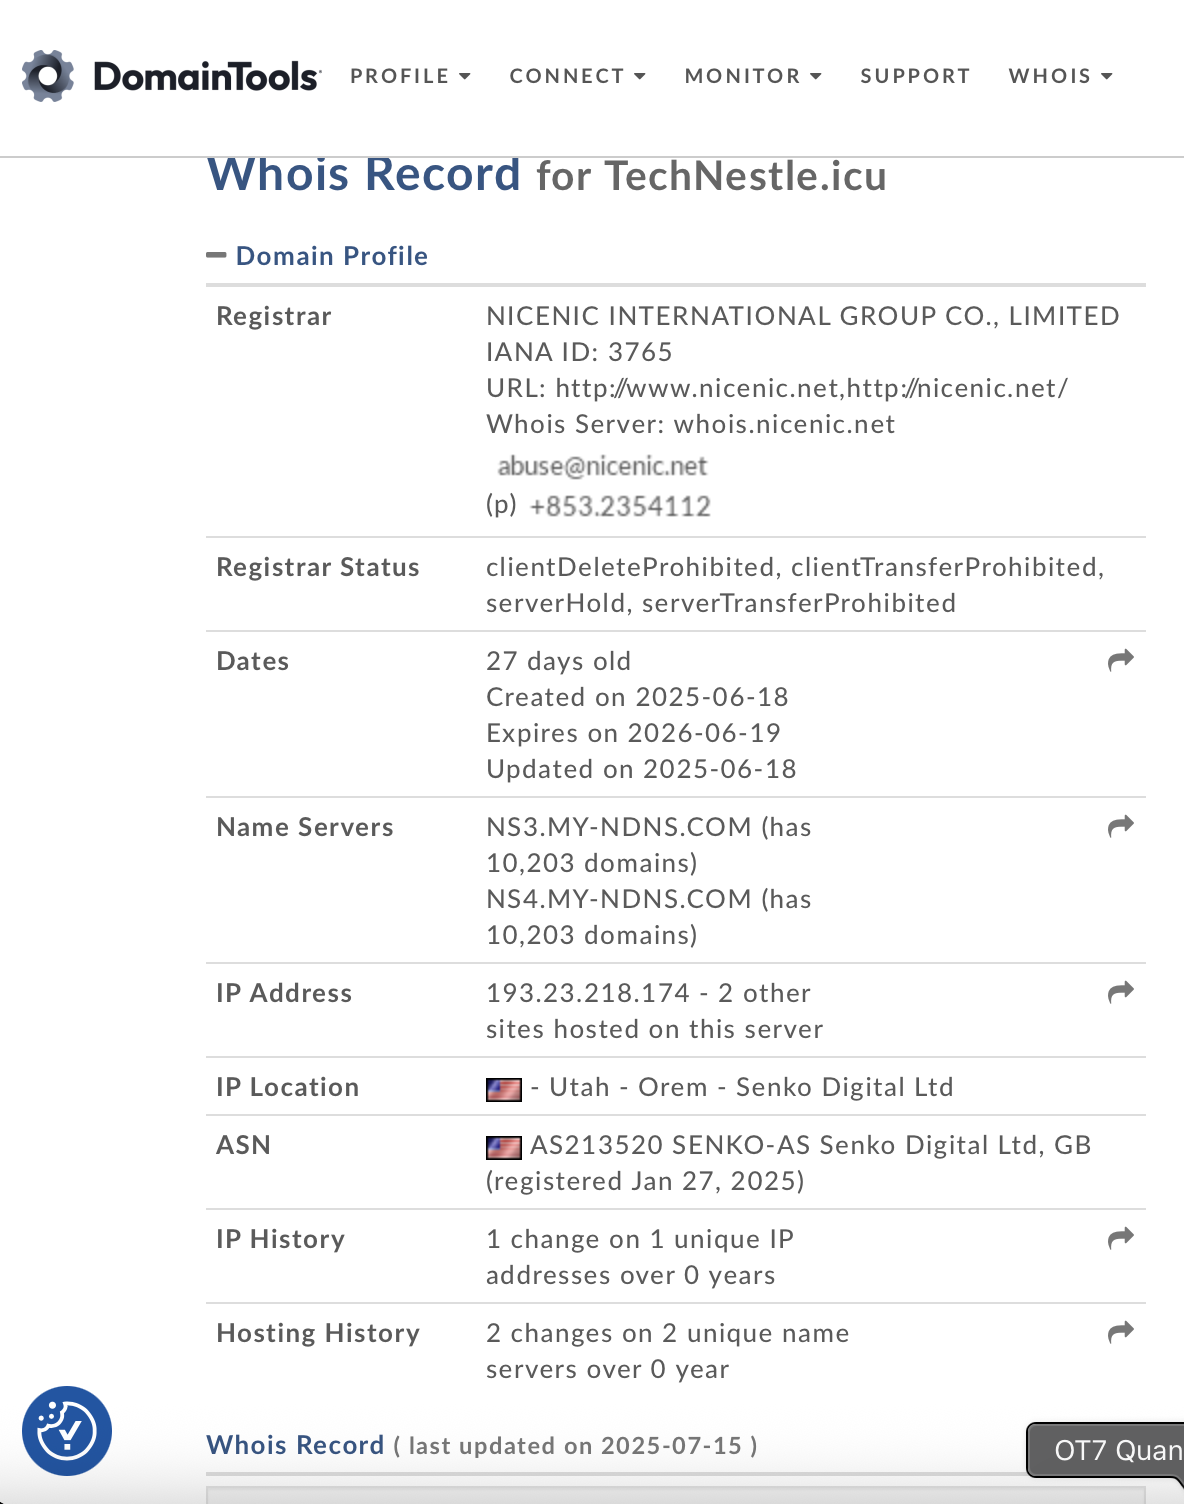 DomainTools PROFILE CONNECT MONITOR SUPPORT WHOIS
Whois Record for TechNestle.icu
Domain Profile
Registrar
NICENIC INTERNATIONAL GROUP CO., LIMITED
IANA ID: 3765
URL: http://www.nicenic.net,http://nicenic.net/
Whois Server: whois.nicenic.net
abuse@nicenic.net
(p) +853.2354112
Registrar Status
clientDeleteProhibited, clientTransferProhibited,
serverHold, serverTransferProhibited
Dates
27 days old
Created on 2025-06-18
Expires on 2026-06-19
Updated on 2025-06-18
Name Servers
NS3.MY-NDNS.COM (has
10,203 domains)
NS4.MY-NDNS.COM (has
10,203 domains)
IP Address
193.23.218.174 - 2 other
sites hosted on this server
IP Location
- Utah - Orem - Senko Digital Ltd
ASN
AS213520 SENKO-AS Senko Digital Ltd, GB
(registered Jan 27, 2025)
IP History
1 change on 1 unique IP
addresses over 0 years
Hosting History
2 changes on 2 unique name
servers over 0 year
Whois Record ( last updated on 2025-07-15 )
OT7 Quan